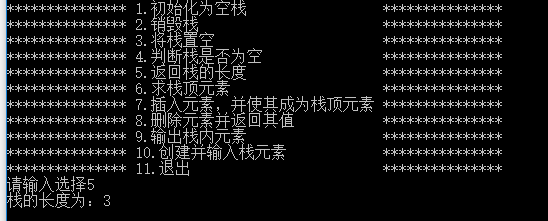 *************** 1.初始化为空栈 ***************
*************** 2.销毁栈 ***************
*************** 3.将栈置空 ***************
*************** 4.判断栈是否为空 ***************
*************** 5.返回栈的长度 ***************
*************** 6.求栈顶元素 ***************
*************** 7.插入元素，并使其成为栈顶元素 ***************
*************** 8.删除元素并返回其值 ***************
*************** 9.输出栈内元素 ***************
*************** 10.创建并输入栈元素 ***************
*************** 11.退出 ***************
请输入选择5
栈的长度为：3